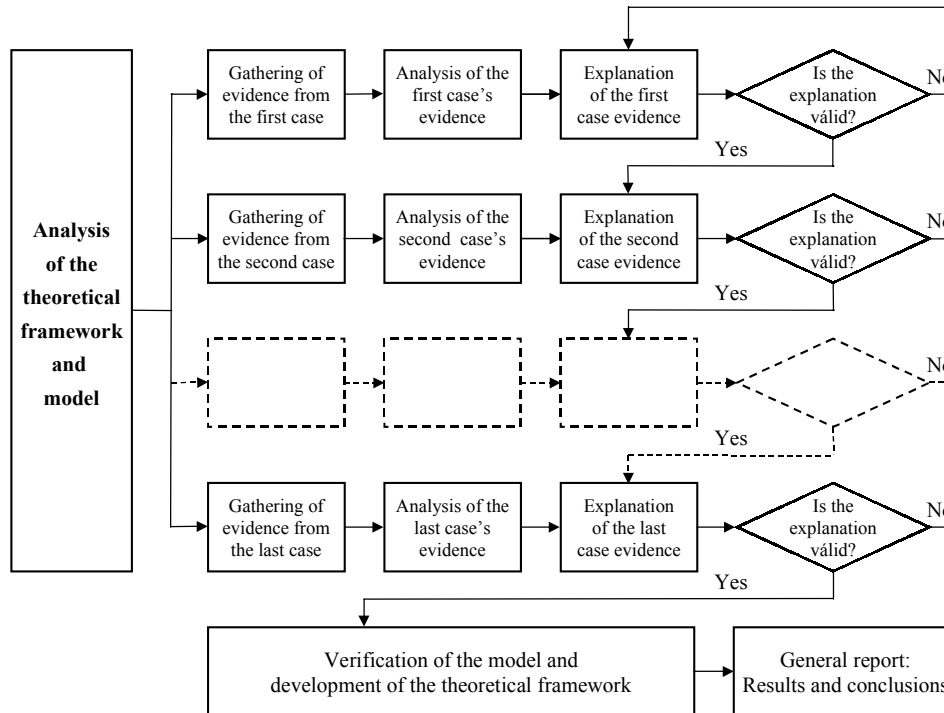 Analysis
of the
theoretical
framework
and
model
Gathering of
evidence from
the first case
Analysis of the
first case's
evidence
Explanation
of the first
case evidence
Is the
explanation
válid?
No
Yes
Gathering of
evidence from
the second case
Analysis of the
second case's
evidence
Explanation
of the second
case evidence
Is the
explanation
válid?
No
Yes
No
Yes
Gathering of
evidence from
the last case
Analysis of the
last case's
evidence
Explanation
of the last
case evidence
Is the
explanation
válid?
No
Yes
Verification of the model and
development of the theoretical framework
General report:
Results and conclusions